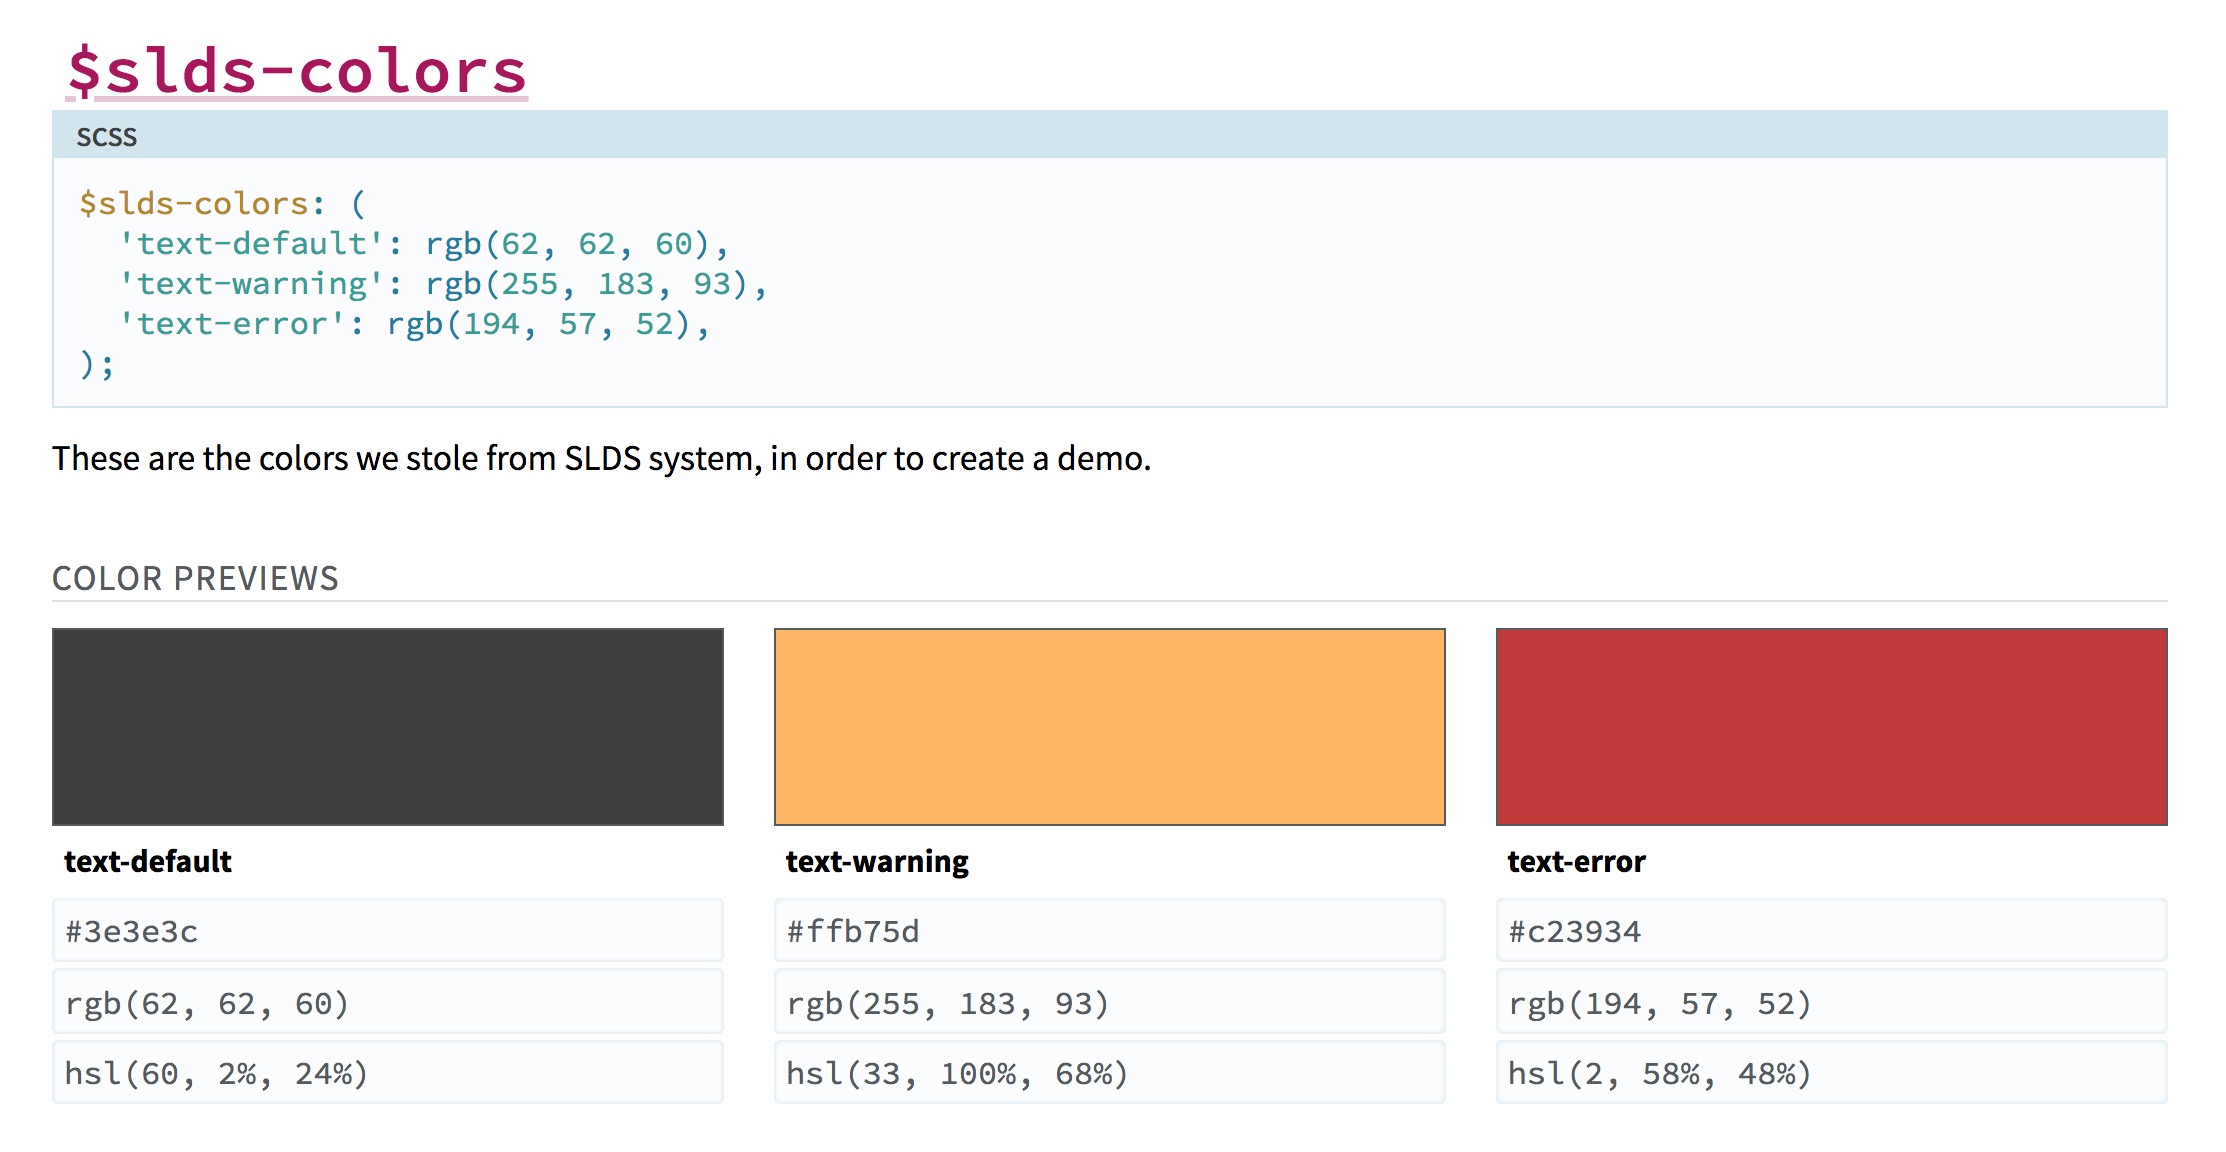 $slds-colors
SCSS
$slds-colors: (
  'text-default': rgb(62, 62, 60),
  'text-warning': rgb(255, 183, 93),
  'text-error': rgb(194, 57, 52),
);
These are the colors we stole from SLDS system, in order to create a demo.
COLOR PREVIEWS
text-default
#3e3e3c
rgb(62, 62, 60)
hsl(60, 2%, 24%)
text-warning
#ffb75d
rgb(255, 183, 93)
hsl(33, 100%, 68%)
text-error
#c23934
rgb(194, 57, 52)
hsl(2, 58%, 48%)